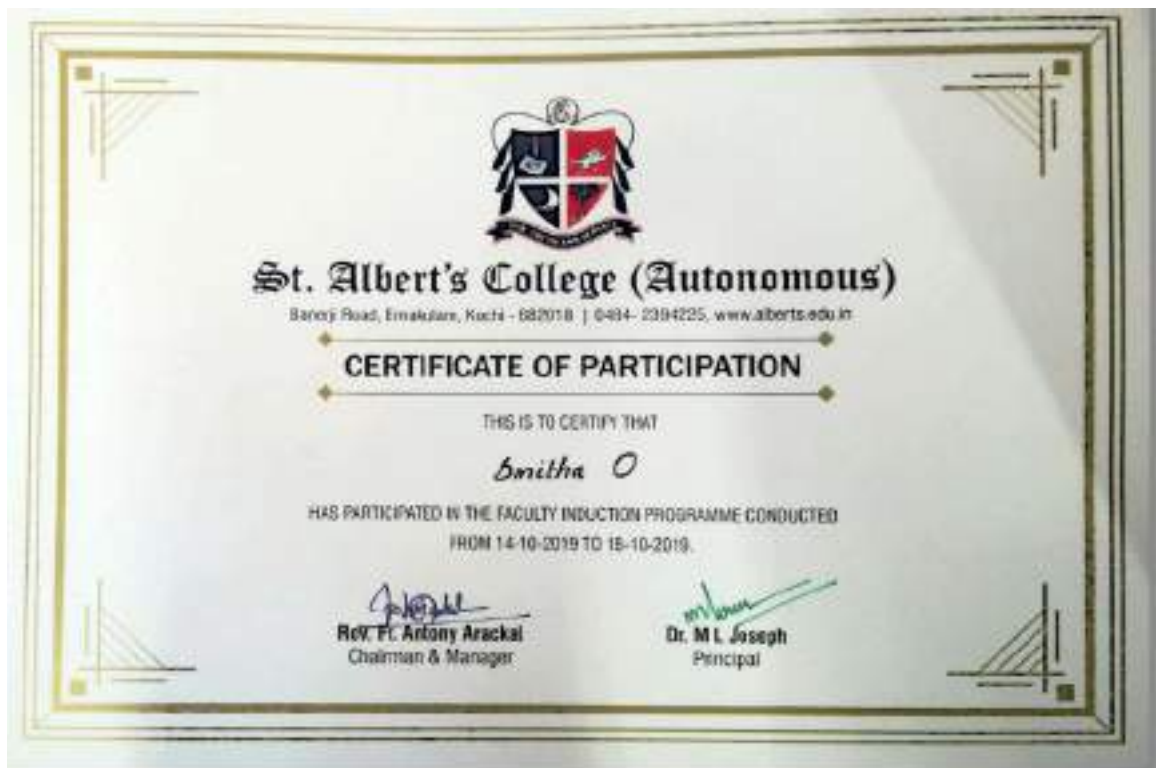 St. Albert's College (Autonomous)
Banerji Road, Ernakulam, Kochi - 682018 | 0484- 2394225, www.alberts.edu.in
CERTIFICATE OF PARTICIPATION
THIS IS TO CERTIFY THAT
Smitha O
HAS PARTICIPATED IN THE FACULTY INDUCTION PROGRAMME CONDUCTED
FROM 14-10-2019 TO 18-10-2019.
Rev. Fr. Antony Arackal
Chairman & Manager
Dr. M L Joseph
Principal